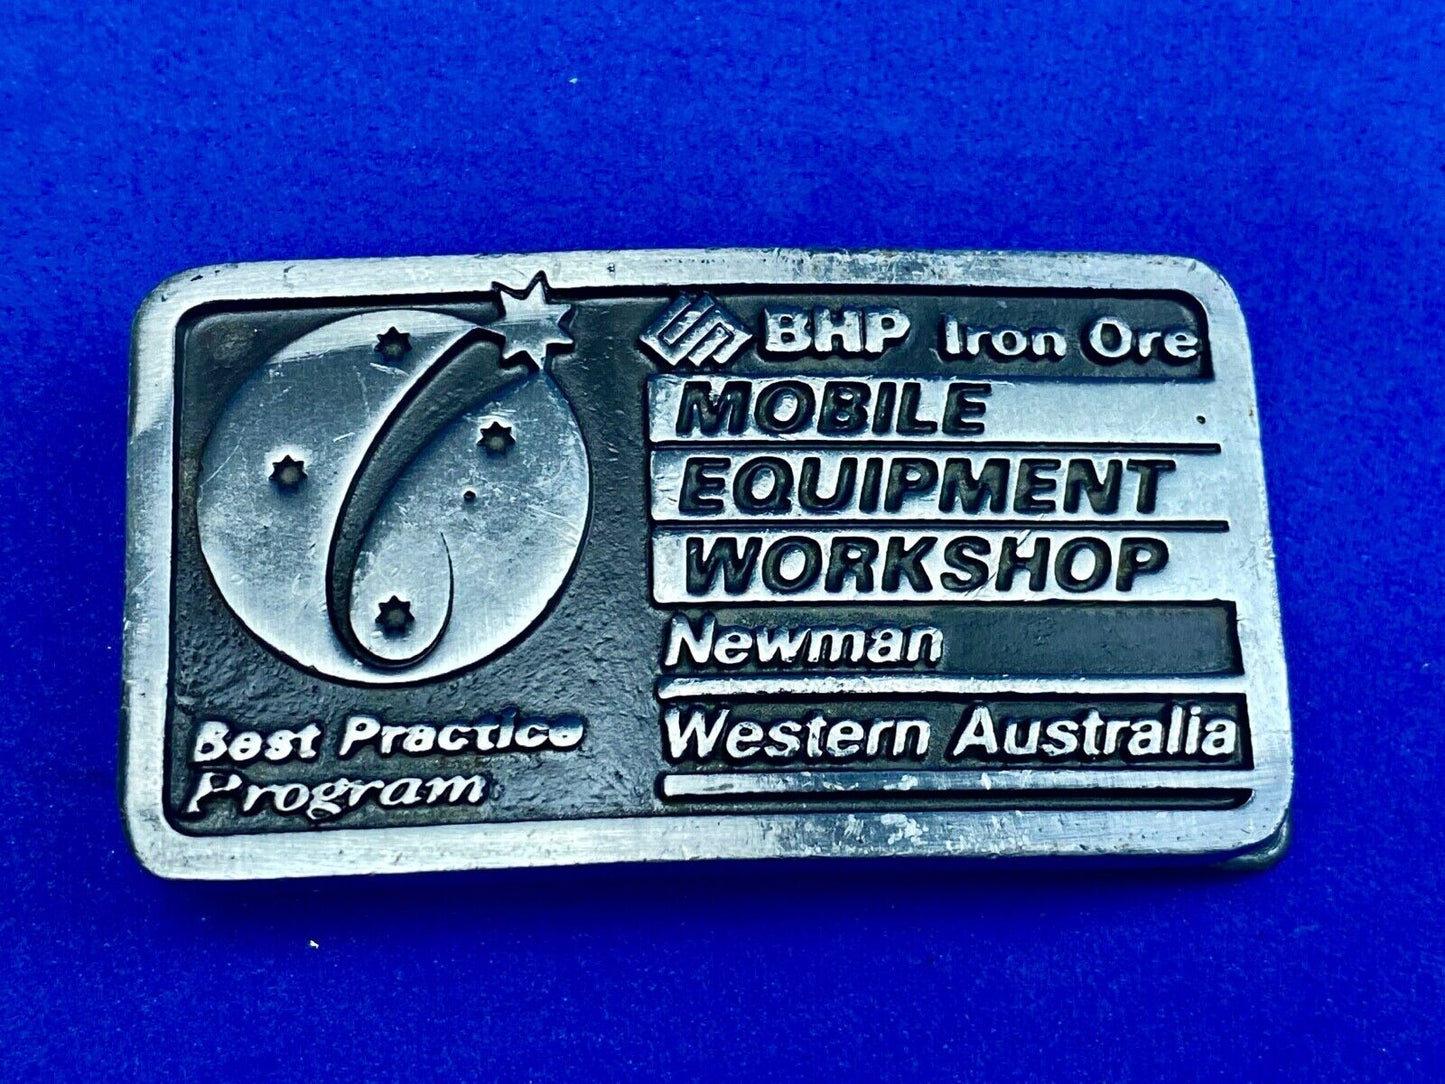 BHP Iron Ore
MOBILE
EQUIPMENT
WORKSHOP
Newman
Western Australia
Best Practice
Program